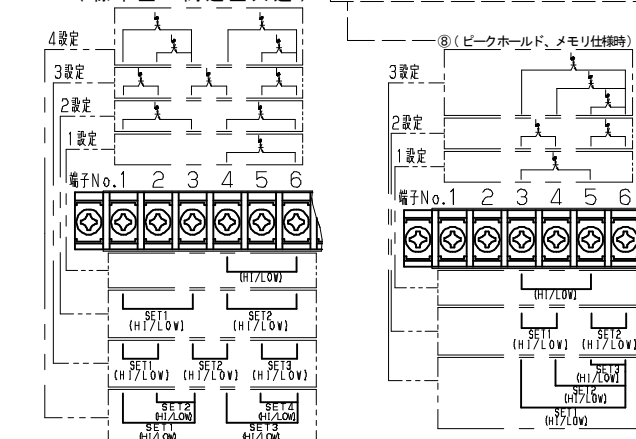 ⑧(ピークホールド、メモリ仕様時)
4設定
3設定
2設定
1設定
端子No.1 2 3 4 5 6
(HI/LOW)
SET1 SET2
(HI/LOW) (HI/LOW)
SET1 SET2 SET3
(HI/LOW) (HI/LOW) (HI/LOW)
SET2 SET4
(HI/LOW) (HI/LOW)
SET1 SET3
(HI/LOW) (HI/LOW)
3設定
2設定
1設定
端子No.1 2 3 4 5 6
(HI/LOW)
SET1 SET2
(HI/LOW) (HI/LOW)
SET3
(HI/LOW)
SET2
(HI/LOW)
SET1
(HI/LOW)